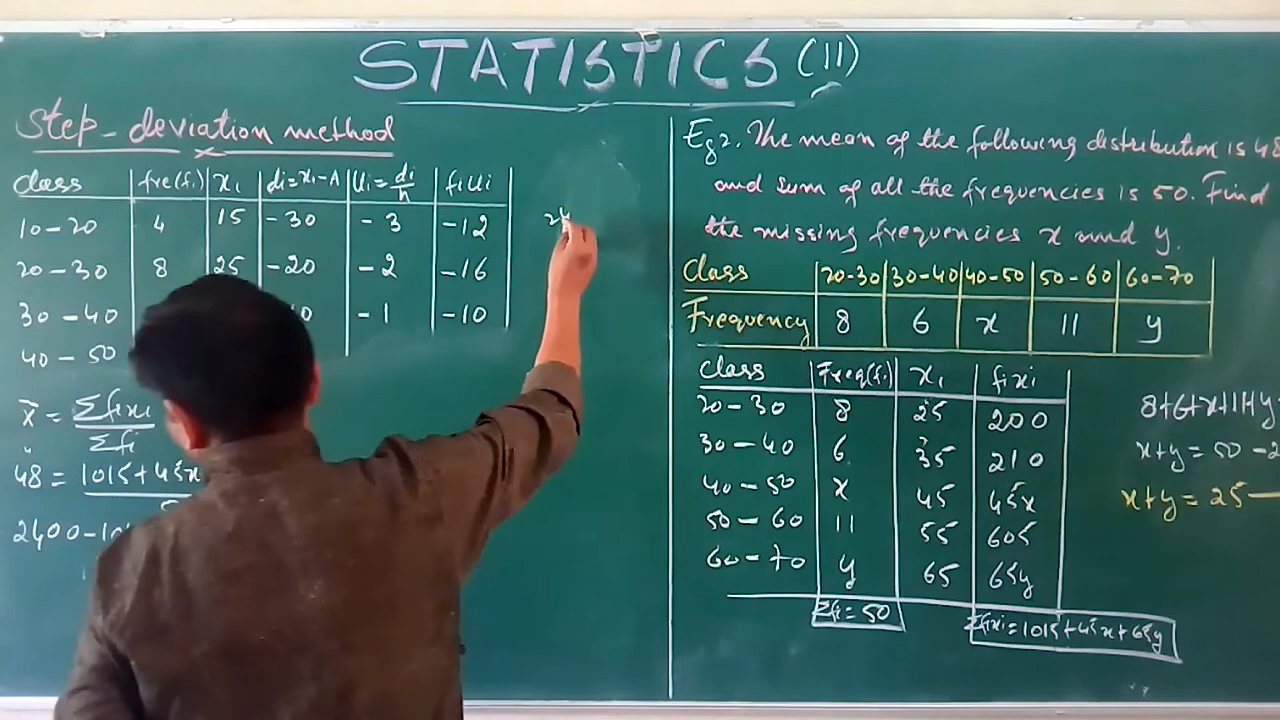 STATISTICS (11)
Step-deviation method
Class fre(fi) xi di=xi-A Ui=di/h fiUi
10-20 4 15 -30 -3 -12
20-30 8 25 -20 -2 -16
30-40 10 -1 -10
40-50
x̄ = Σfixi/Σfi
48 = 1015+45x
2400-10
24
Eg2. The mean of the following distribution is 48
and sum of all the frequencies is 50. Find
the missing frequencies x and y.
Class 20-30 30-40 40-50 50-60 60-70
Frequency 8 6 x 11 y
Class Freq(fi) xi fixi
20-30 8 25 200
30-40 6 35 210
40-50 x 45 45x
50-60 11 55 605
60-70 y 65 65y
Σfi = 50 Σfixi = 1015+45x+65y
8+6+x+11+y
x+y = 50-2
x+y = 25